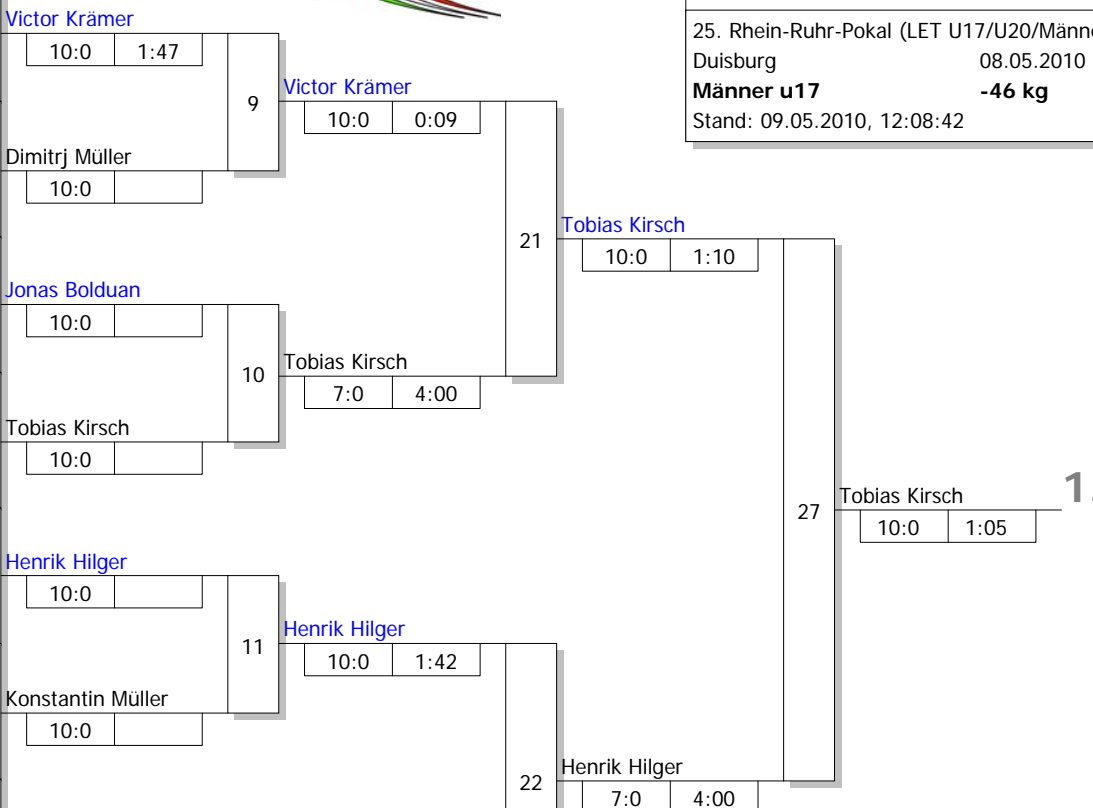 Victor Krämer
10:0 1:47
25. Rhein-Ruhr-Pokal (LET U17/U20/Männe
Duisburg 08.05.2010
Männer u17 -46 kg
Stand: 09.05.2010, 12:08:42
9
Victor Krämer
10:0 0:09
Dimitrj Müller
10:0
21
Tobias Kirsch
10:0 1:10
Jonas Bolduan
10:0
10
Tobias Kirsch
7:0 4:00
Tobias Kirsch
10:0
27
Tobias Kirsch
10:0 1:05
1.
Henrik Hilger
10:0
11
Henrik Hilger
10:0 1:42
Konstantin Müller
10:0
22
Henrik Hilger
7:0 4:00